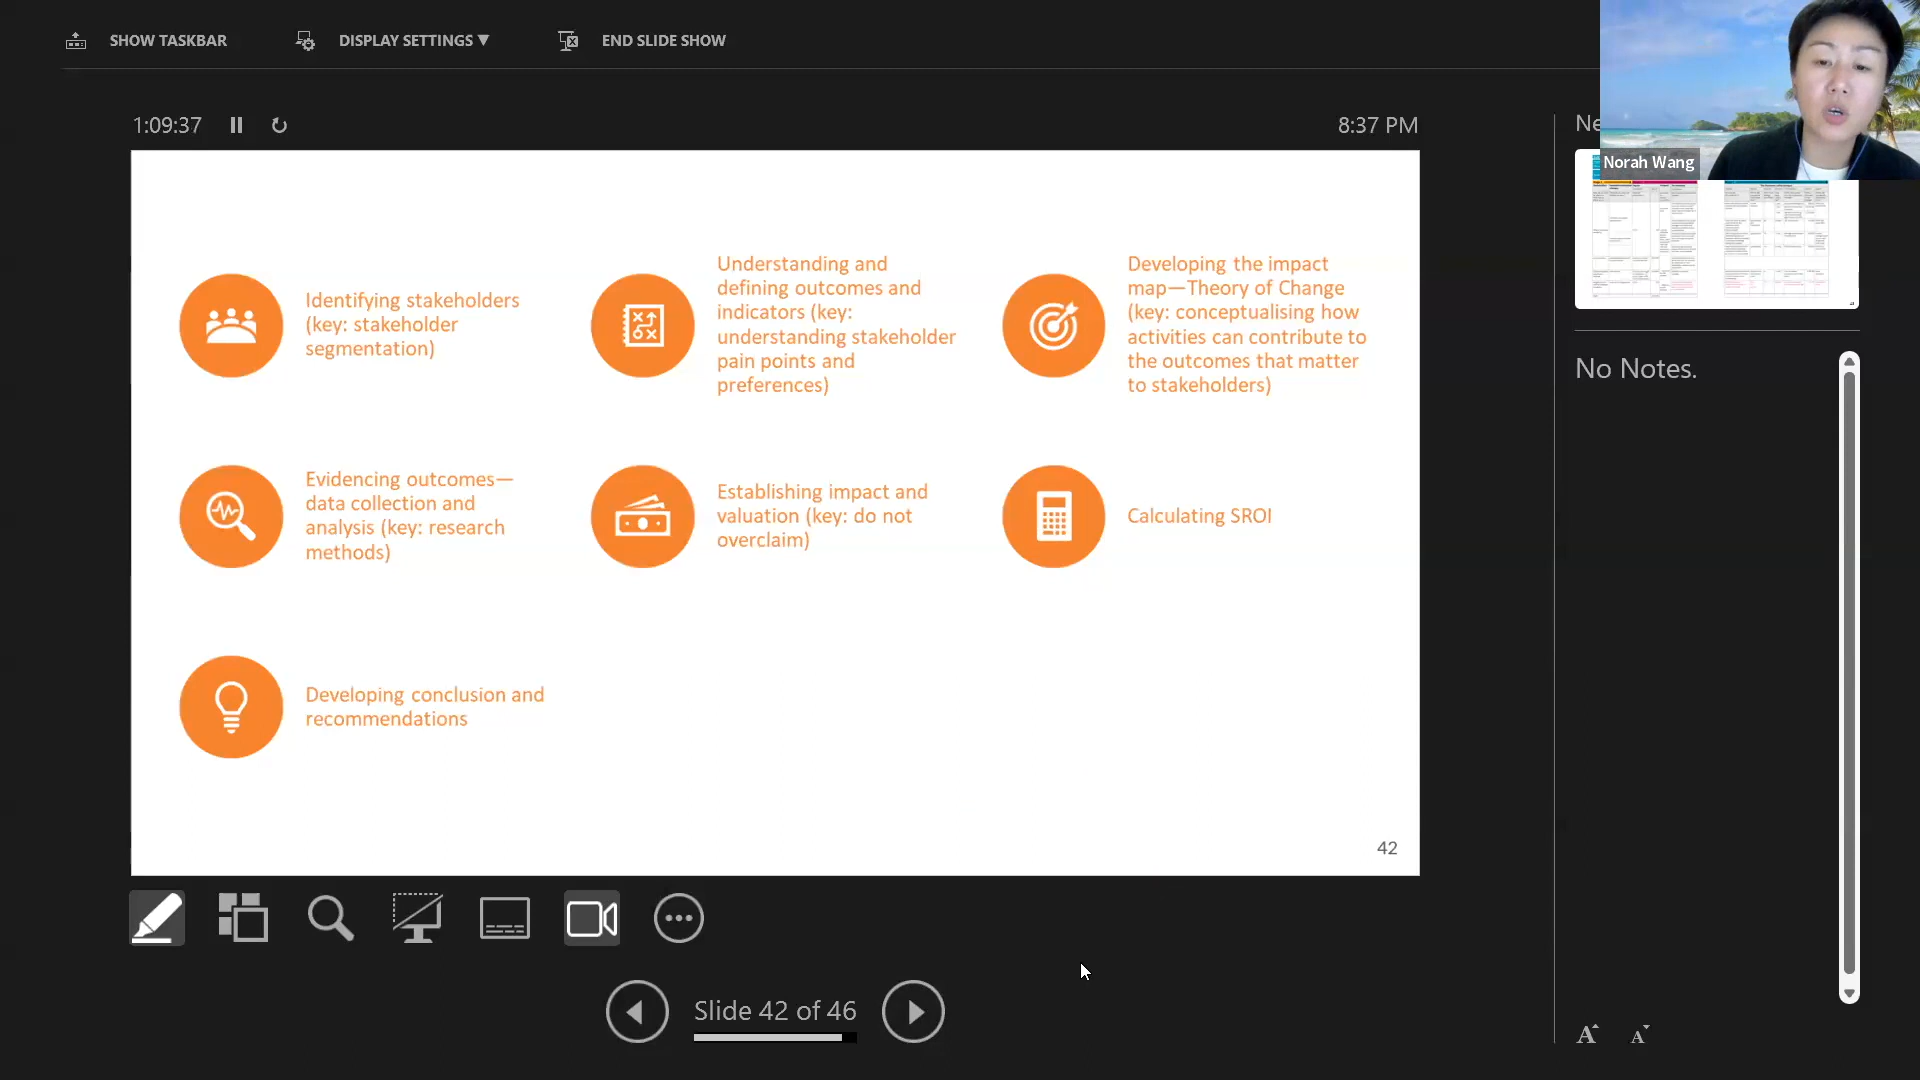 SHOW TASKBAR
DISPLAY SETTINGS ▼
END SLIDE SHOW
1:09:37
8:37 PM
Norah Wang
Identifying stakeholders
(key: stakeholder
segmentation)
Understanding and
defining outcomes and
indicators (key:
understanding stakeholder
pain points and
preferences)
Developing the impact
map—Theory of Change
(key: conceptualising how
activities can contribute to
the outcomes that matter
to stakeholders)
Evidencing outcomes—
data collection and
analysis (key: research
methods)
Establishing impact and
valuation (key: do not
overclaim)
Calculating SROI
Developing conclusion and
recommendations
42
No Notes.
Slide 42 of 46
A A